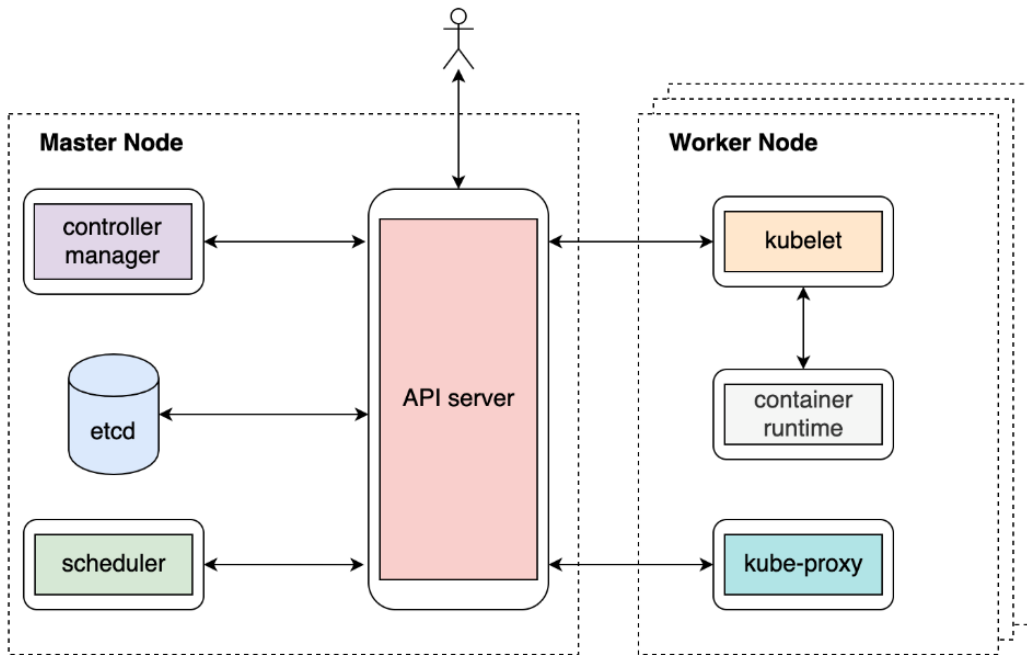 Master Node
Worker Node
controller
manager
kubelet
API server
etcd
container
runtime
scheduler
kube-proxy